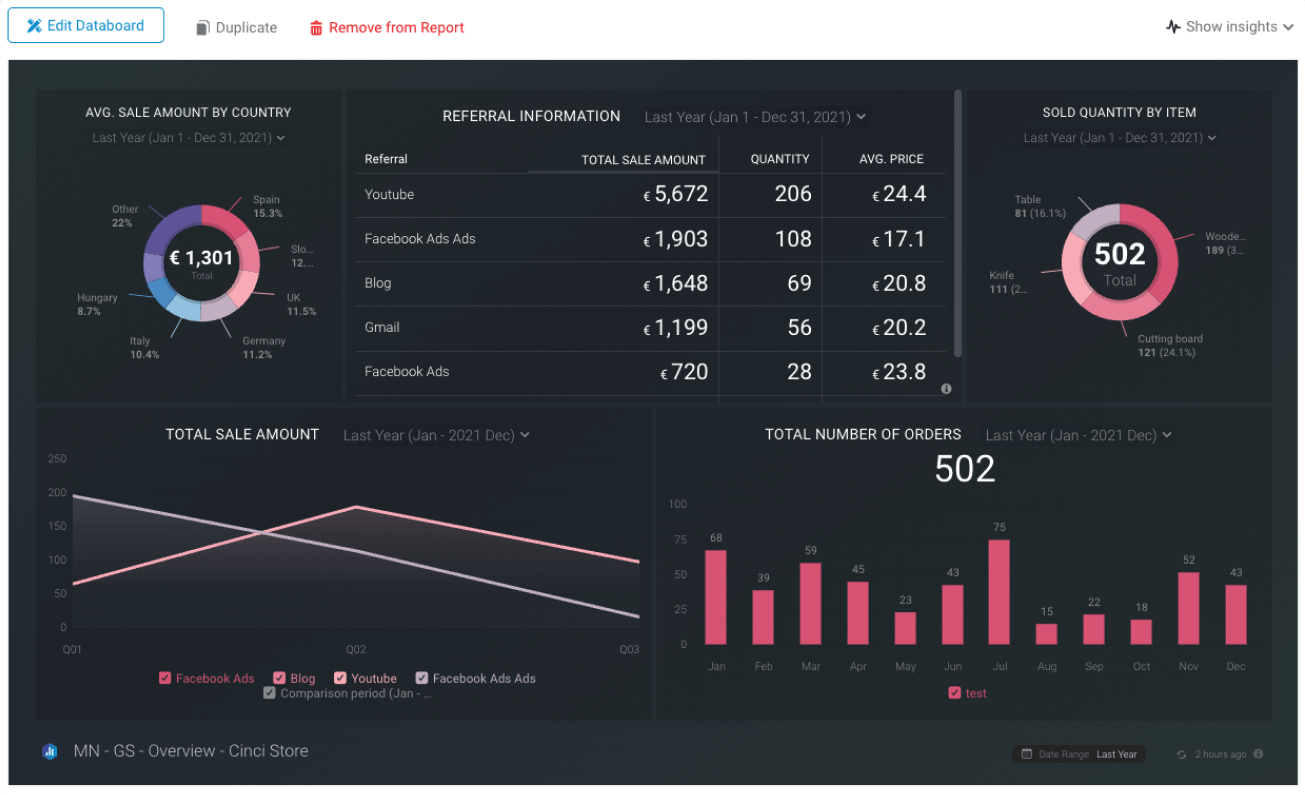 Edit Databoard
Duplicate
Remove from Report
Show insights
AVG. SALE AMOUNT BY COUNTRY
Last Year (Jan 1 - Dec 31, 2021)
Other
22%
Spain
15.3%
Slo...
12....
€ 1,301
Total
UK
11.5%
Hungary
8.7%
Italy
10.4%
Germany
11.2%
REFERRAL INFORMATION Last Year (Jan 1 - Dec 31, 2021)
Referral TOTAL SALE AMOUNT QUANTITY AVG. PRICE
Youtube € 5,672 206 € 24.4
Facebook Ads Ads € 1,903 108 € 17.1
Blog € 1,648 69 € 20.8
Gmail € 1,199 56 € 20.2
Facebook Ads € 720 28 € 23.8
SOLD QUANTITY BY ITEM
Last Year (Jan 1 - Dec 31, 2021)
Table
81 (16.1%)
Woode...
189 (3...
502
Total
Knife
111 (2...
Cutting board
121 (24.1%)
TOTAL SALE AMOUNT Last Year (Jan - 2021 Dec)
250
200
150
100
50
0
Q01 Q02 Q03
Facebook Ads Blog Youtube Facebook Ads Ads
Comparison period (Jan - ...
TOTAL NUMBER OF ORDERS Last Year (Jan - 2021 Dec)
502
100
75
50
25
0
68 39 59 45 23 43 75 15 22 18 52 43
Jan Feb Mar Apr May Jun Jul Aug Sep Oct Nov Dec
test
MN - GS - Overview - Cinci Store
Date Range Last Year
2 hours ago